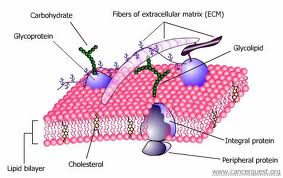 Fibers of extracellular matrix (ECM)
Carbohydrate
Glycoprotein
Glycolipid
Integral protein
Peripheral protein
Cholesterol
Lipid bilayer
www.cancerquest.org